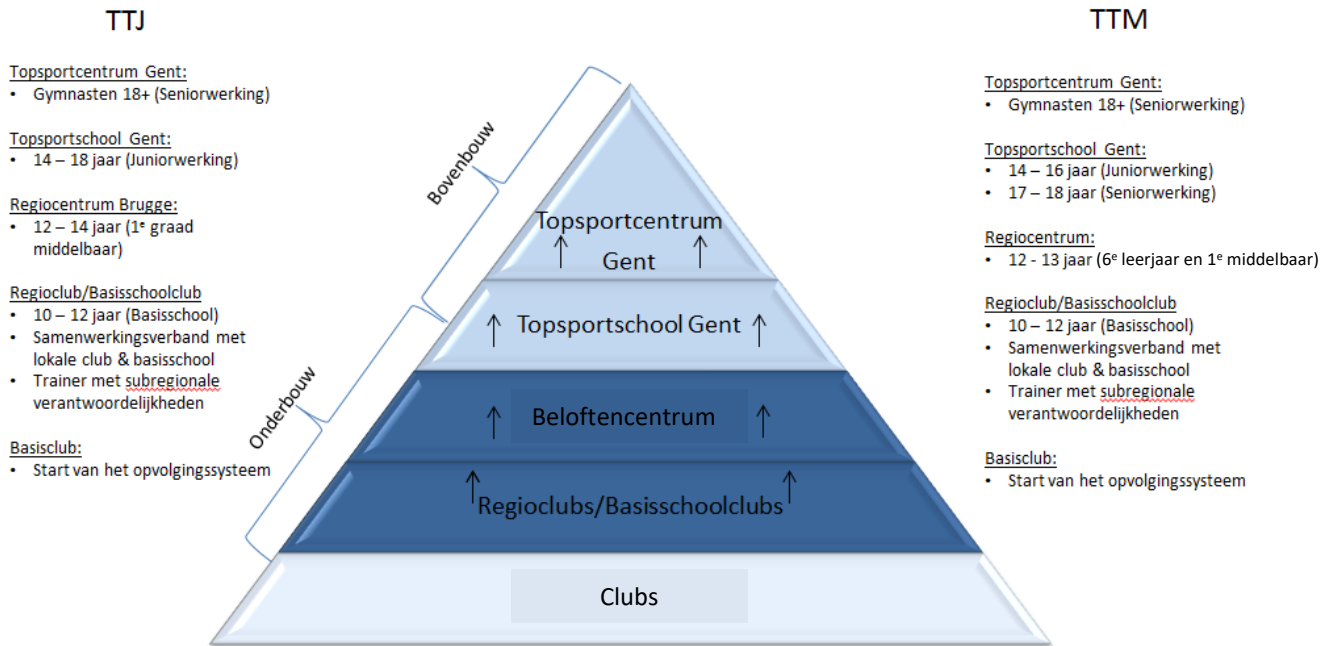 TTJ
Topsportcentrum Gent:
• Gymnasten 18+ (Seniorwerking)
Topsportschool Gent:
• 14 – 18 jaar (Juniorwerking)
Regiocentrum Brugge:
• 12 – 14 jaar (1e graad
middelbaar)
Regioclub/Basisschoolclub
• 10 – 12 jaar (Basisschool)
• Samenwerkingsverband met
lokale club & basisschool
• Trainer met subregionale
verantwoordelijkheden
Basisclub:
• Start van het opvolgingssysteem
Bovenbouw
Onderbouw
Topsportcentrum
Gent
Topsportschool Gent
Beloftencentrum
Regioclubs/Basisschoolclubs
Clubs
TTM
Topsportcentrum Gent:
• Gymnasten 18+ (Seniorwerking)
Topsportschool Gent:
• 14 – 16 jaar (Juniorwerking)
• 17 – 18 jaar (Seniorwerking)
Regiocentrum:
• 12 - 13 jaar (6e leerjaar en 1e middelbaar)
Regioclub/Basisschoolclub
• 10 – 12 jaar (Basisschool)
• Samenwerkingsverband met
lokale club & basisschool
• Trainer met subregionale
verantwoordelijkheden
Basisclub:
• Start van het opvolgingssysteem